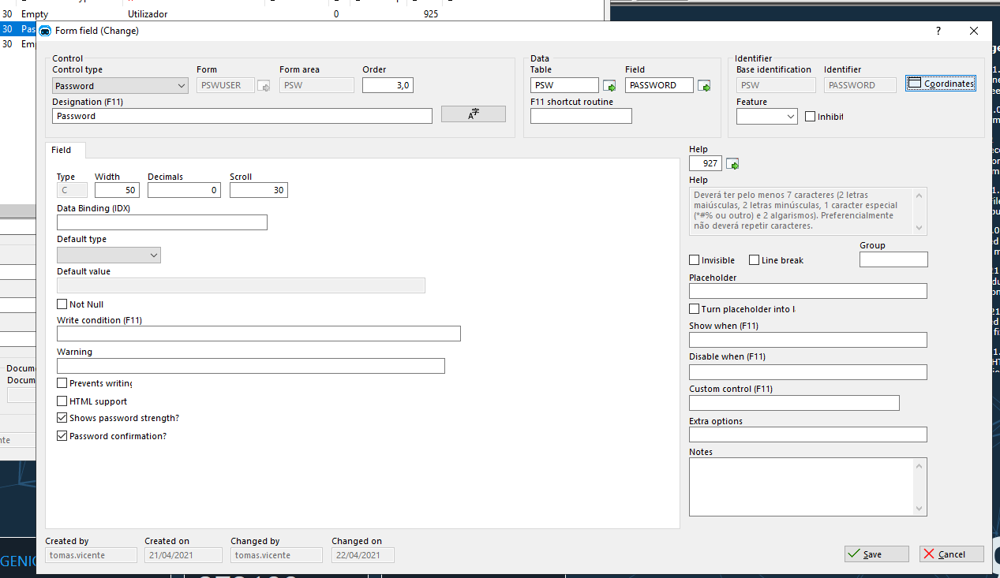 30 Empty Utilizador 0 925
30 Pas
30 Em
Form field (Change) ?
Control
Control type Form Form area Order
Password PSWUSER PSW 3,0
Designation (F11)
Password
Data
Table Field
PSW PASSWORD
F11 shortcut routine
Identifier
Base identification Identifier
PSW PASSWORD Coordinates
Feature
Inhibit
Field
Type Width Decimals Scroll
C 50 0 30
Data Binding (IDX)
Default type
Default value
Not Null
Write condition (F11)
Warning
Prevents writing
HTML support
Shows password strength?
Password confirmation?
Help
927
Help
Deverá ter pelo menos 7 caracteres (2 letras
maiúsculas, 2 letras minúsculas, 1 caracter especial
(*#% ou outro) e 2 algarismos). Preferencialmente
não deverá repetir caracteres.
Group
Invisible Line break
Placeholder
Turn placeholder into l
Show when (F11)
Disable when (F11)
Custom control (F11)
Extra options
Notes
Docume
Docum
nte
Created by Created on Changed by Changed on
tomas.vicente 21/04/2021 tomas.vicente 22/04/2021
Save Cancel
GENIO